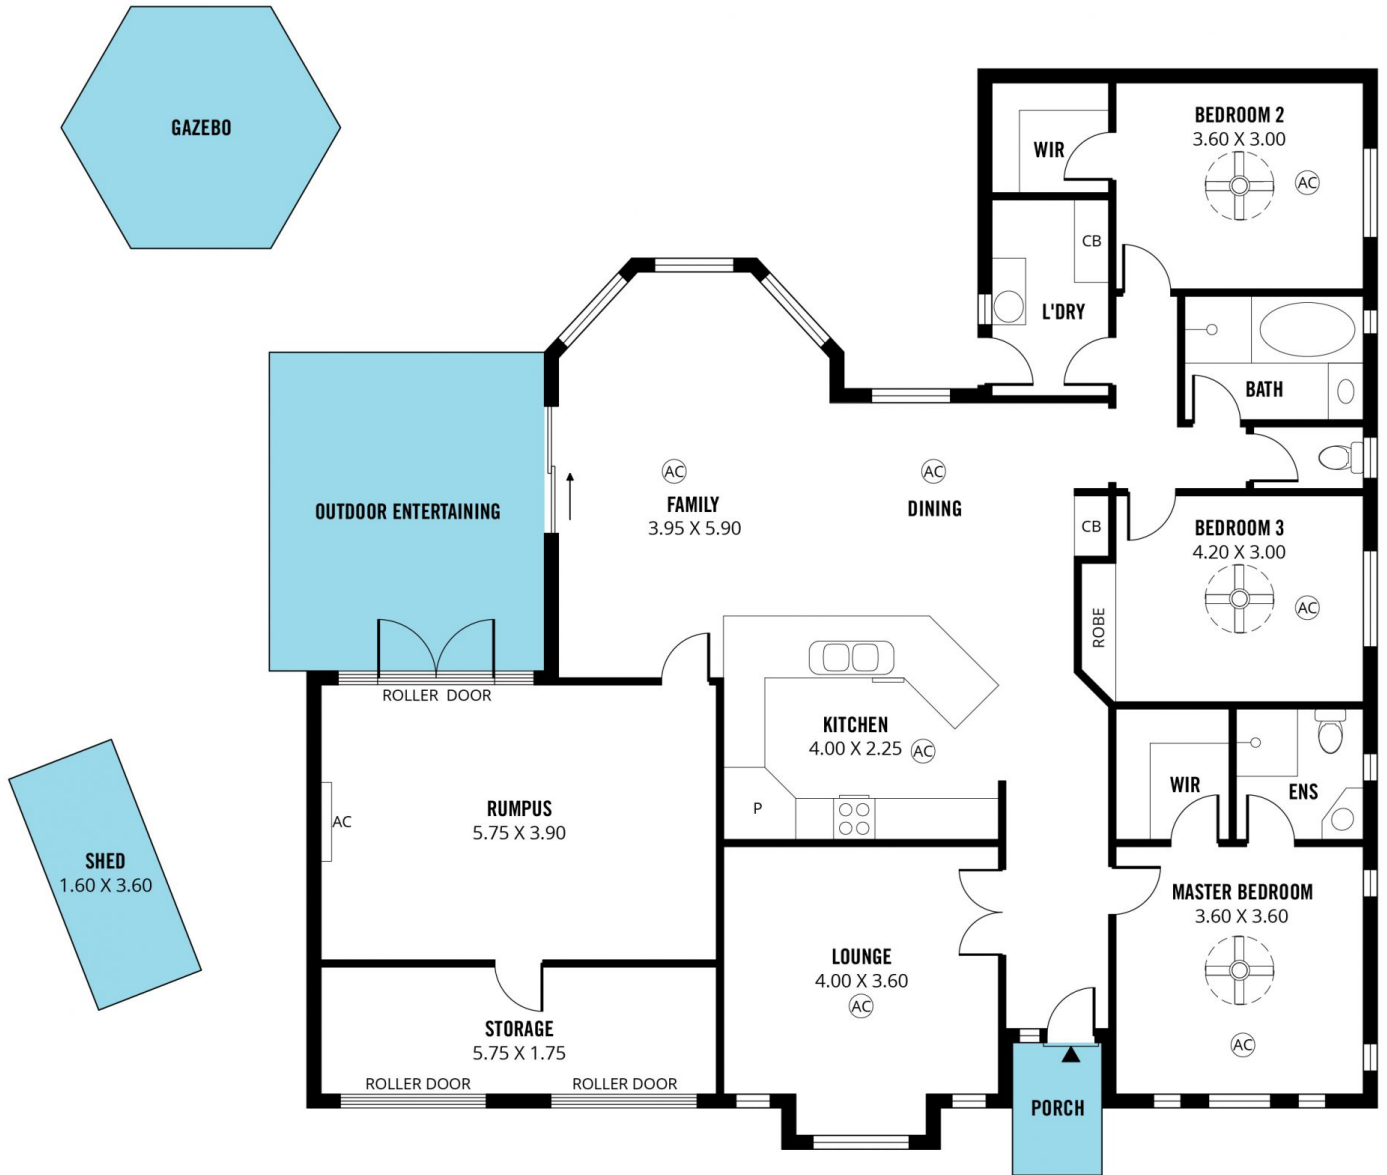 GAZEBO
BEDROOM 2
3.60 X 3.00
WIR
AC
CB
L'DRY
BATH
AC
AC
FAMILY
3.95 X 5.90
DINING
OUTDOOR ENTERTAINING
CB
BEDROOM 3
4.20 X 3.00
AC
ROBE
ROLLER DOOR
KITCHEN
4.00 X 2.25
AC
P
WIR
ENS
RUMPUS
5.75 X 3.90
AC
SHED
1.60 X 3.60
MASTER BEDROOM
3.60 X 3.60
AC
LOUNGE
4.00 X 3.60
AC
STORAGE
5.75 X 1.75
ROLLER DOOR
ROLLER DOOR
PORCH